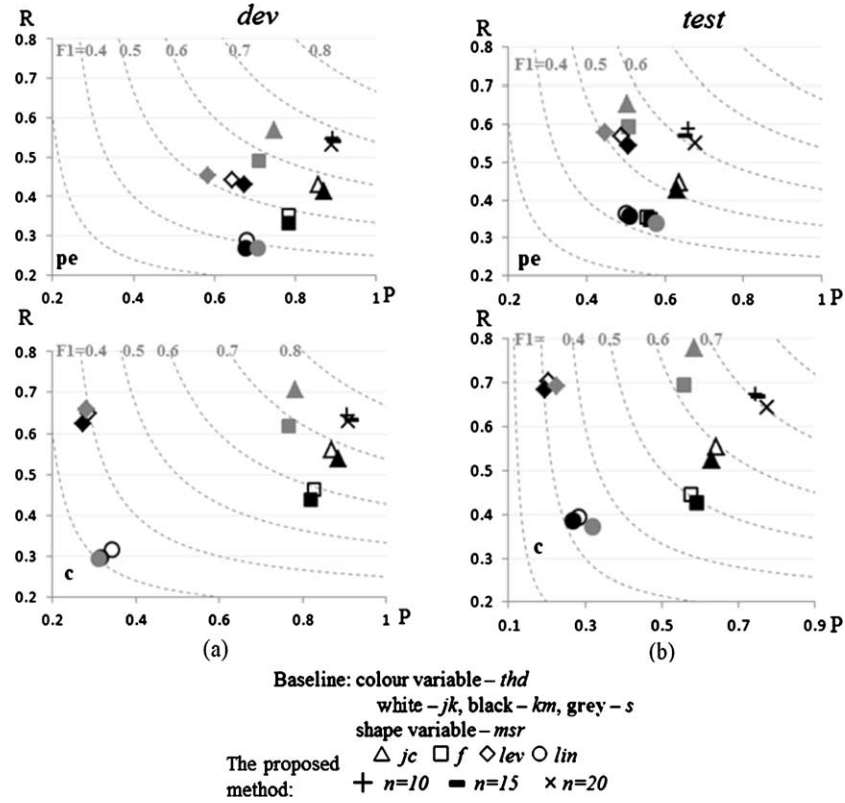 dev
test
R
F1=0.4 0.5 0.6 0.7 0.8
0.8
0.7
0.6
0.5
0.4
0.3
0.2
pe
0.2 0.4 0.6 0.8 1 P
R
F1=0.4 0.5 0.6
0.8
0.7
0.6
0.5
0.4
0.3
0.2
pe
0.2 0.4 0.6 0.8 1 P
R
F1=0.4 0.5 0.6 0.7 0.8
0.8
0.7
0.6
0.5
0.4
0.3
0.2
c
0.2 0.4 0.6 0.8 1 P
R
F1= 0.4 0.5 0.6 0.7
0.8
0.7
0.6
0.5
0.4
0.3
0.2
c
0.1 0.3 0.5 0.7 0.9 P
(a)
(b)
Baseline: colour variable – thd
white – jk, black – km, grey – s
shape variable – msr
jc f lev lin
The proposed method: n=10 n=15 n=20